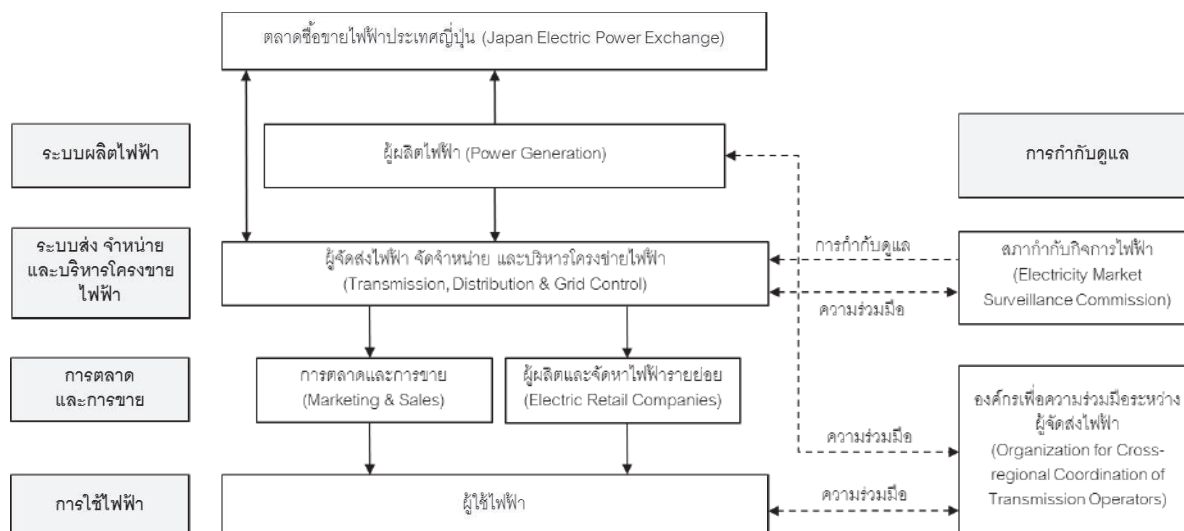 ตลาดซื้อขายไฟฟ้าประเทศญี่ปุ่น (Japan Electric Power Exchange)
ระบบผลิตไฟฟ้า
ผู้ผลิตไฟฟ้า (Power Generation)
การกำกับดูแล
ระบบส่ง จำหน่าย
และบริหารโครงขาย
ไฟฟ้า
ผู้จัดส่งไฟฟ้า จัดจำหน่าย และบริหารโครงข่ายไฟฟ้า
(Transmission, Distribution & Grid Control)
การกำกับดูแล
ความร่วมมือ
สภากำกับกิจการไฟฟ้า
(Electricity Market
Surveillance Commission)
การตลาด
และการขาย
การตลาดและการขาย
(Marketing & Sales)
ผู้ผลิตและจัดหาไฟฟ้ารายย่อย
(Electric Retail Companies)
ความร่วมมือ
องค์กรเพื่อความร่วมมือระหว่าง
ผู้จัดส่งไฟฟ้า
(Organization for Cross-
regional Coordination of
Transmission Operators)
การใช้ไฟฟ้า
ผู้ใช้ไฟฟ้า
ความร่วมมือ